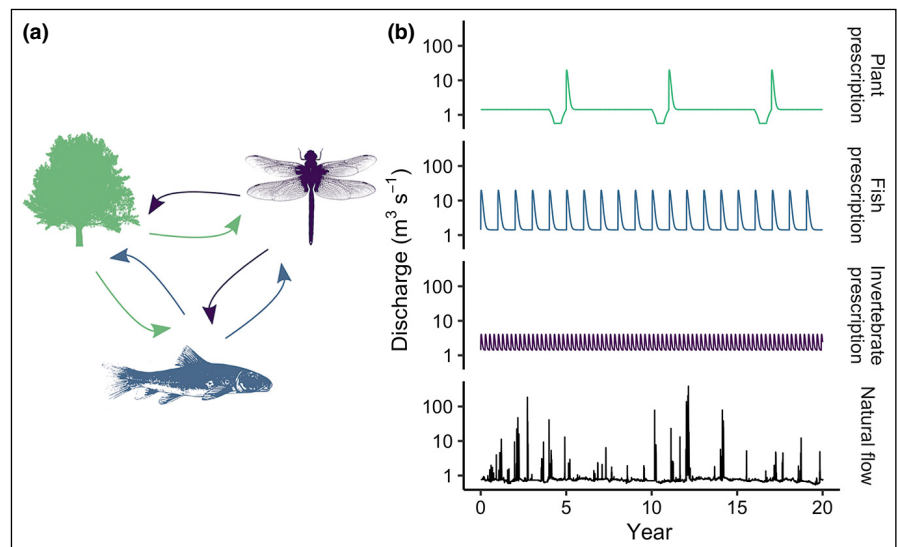 (a)
(b)
Discharge (m³ s⁻¹)
100
10
1
Plant
prescription
100
10
1
Fish
prescription
100
10
1
Invertebrate
prescription
100
10
1
Natural flow
0 5 10 15 20
Year